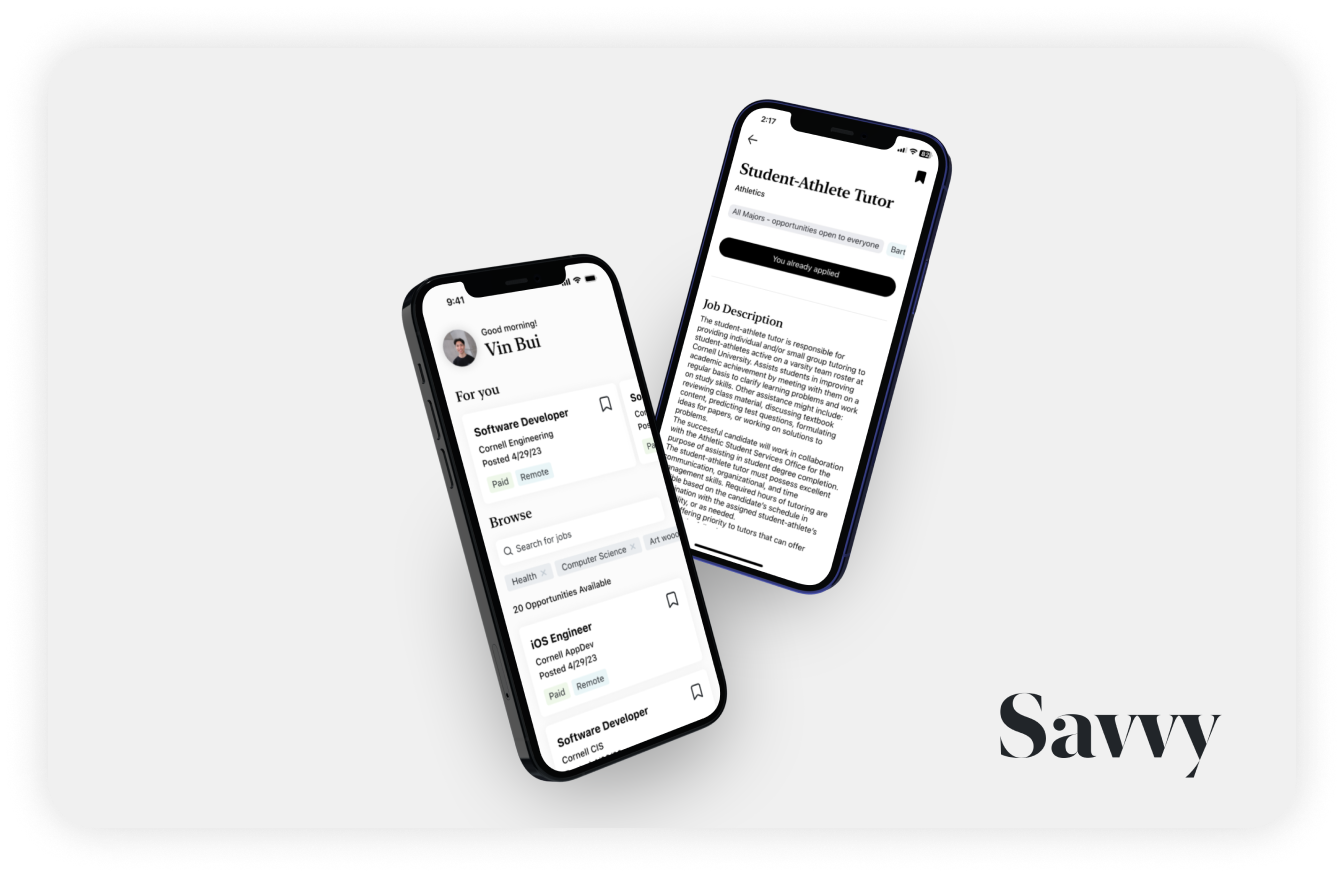 9:41
Good morning!
Vin Bui
For you
Software Developer
Cornell Engineering
Posted 4/29/23
Paid Remote
So
Cor
Pos
Pa
Browse
Search for jobs
Health Computer Science Art wood
20 Opportunities Available
iOS Engineer
Cornell AppDev
Posted 4/29/23
Paid Remote
Software Developer
Cornell CIS
2:17
82
Student-Athlete Tutor
Athletics
All Majors - opportunities open to everyone Bart
You already applied
Job Description
The student-athlete tutor is responsible for
providing individual and/or small group tutoring to
student-athletes active on a varsity team roster at
Cornell University. Assists students in improving
academic achievement by meeting with them on a
regular basis to clarify learning problems and work
on study skills. Other assistance might include:
reviewing class material, discussing textbook
content, predicting test questions, formulating
ideas for papers, or working on solutions to
problems.
The successful candidate will work in collaboration
with the Athletic Student Services Office for the
purpose of assisting in student degree completion.
The student-athlete tutor must possess excellent
mmunication, organizational, and time
nagement skills. Required hours of tutoring are
ble based on the candidate's schedule in
ination with the assigned student-athlete's
lity, or as needed.
ffering priority to tutors that can offer
Savvy